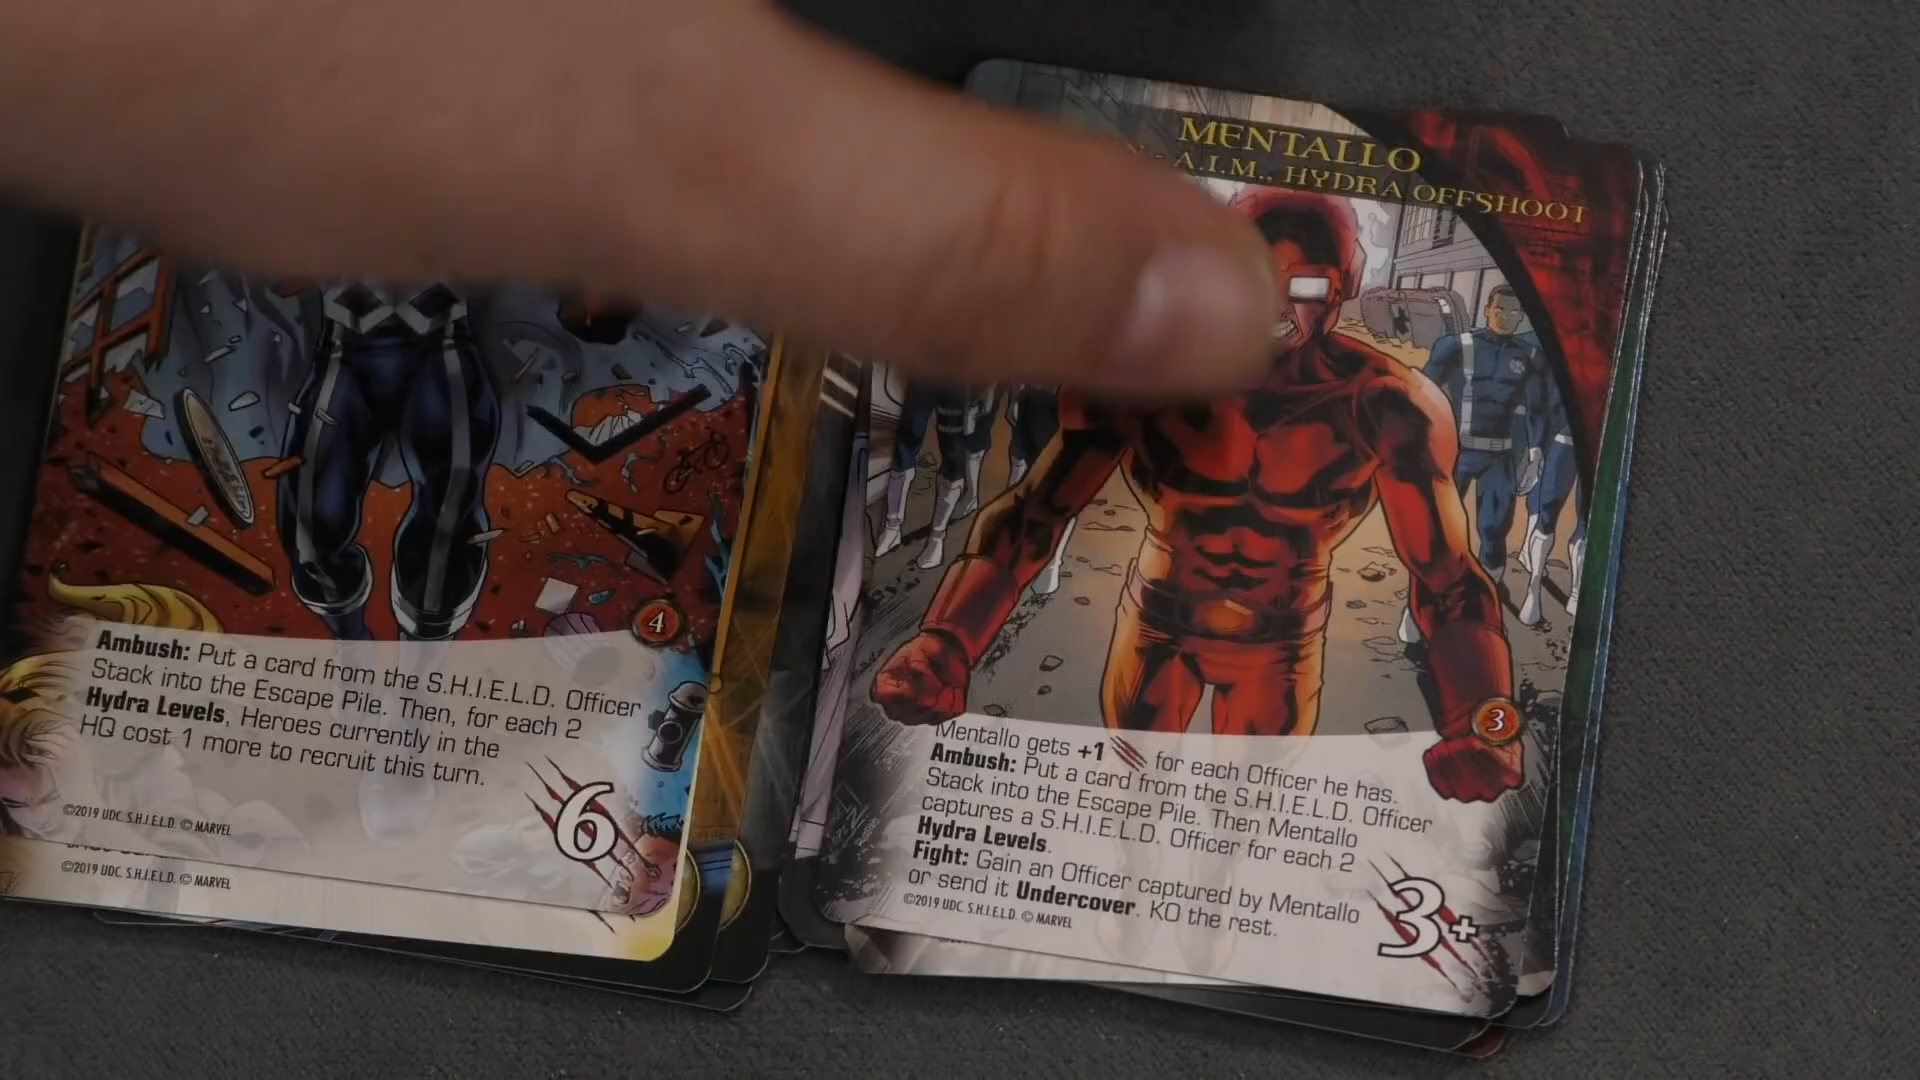 Ambush: Put a card from the S.H.I.E.L.D. Officer
Stack into the Escape Pile. Then, for each 2
Hydra Levels, Heroes currently in the
HQ cost 1 more to recruit this turn.
4
6
©2019 UDC. S.H.I.E.L.D. © MARVEL
©2019 UDC. S.H.I.E.L.D. © MARVEL
MENTALLO
A.I.M., HYDRA OFFSHOOT
3
Mentallo gets +1 for each Officer he has.
Ambush: Put a card from the S.H.I.E.L.D. Officer
Stack into the Escape Pile. Then Mentallo
captures a S.H.I.E.L.D. Officer for each 2
Hydra Levels.
Fight: Gain an Officer captured by Mentallo
or send it Undercover. KO the rest.
©2019 UDC. S.H.I.E.L.D. © MARVEL
3+